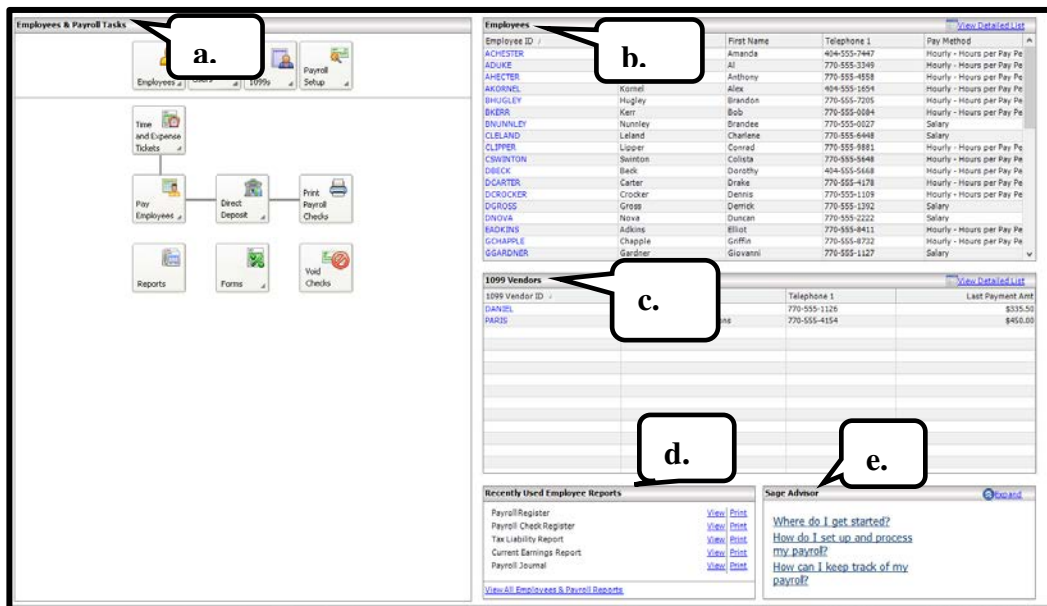 Employees & Payroll Tasks
a.
Employees
Users
1099s
Payroll
Setup
Time
and Expense
Tickets
Pay
Employees
Direct
Deposit
Print
Payroll
Checks
Reports
Forms
Void
Checks
Employees View Detailed List
b.
Employee ID First Name Telephone 1 Pay Method
ACHESTER Amanda 404-555-7447 Hourly - Hours per Pay Pe
ADUKE Al 770-555-3349 Hourly - Hours per Pay Pe
AHECTER Anthony 770-555-4558 Hourly - Hours per Pay Pe
AKORNEL Kornel Alex 404-555-1654 Hourly - Hours per Pay Pe
BHUGLEY Hugley Brandon 770-555-7205 Hourly - Hours per Pay Pe
BKERR Kerr Bob 770-555-0084 Hourly - Hours per Pay Pe
BNUNNLEY Nunnley Brandee 770-555-0027 Salary
CLELAND Leland Charlene 770-555-6448 Salary
CLIPPER Lipper Conrad 770-555-9881 Hourly - Hours per Pay Pe
CSWINTON Swinton Colista 770-555-5648 Hourly - Hours per Pay Pe
DBECK Beck Dorothy 404-555-5668 Hourly - Hours per Pay Pe
DCARTER Carter Drake 770-555-4178 Hourly - Hours per Pay Pe
DCROCKER Crocker Dennis 770-555-1109 Hourly - Hours per Pay Pe
DGROSS Gross Derrick 770-555-1392 Salary
DNOVA Nova Duncan 770-555-2222 Salary
EADKINS Adkins Elliot 770-555-8411 Hourly - Hours per Pay Pe
GCHAPPLE Chapple Griffin 770-555-8732 Hourly - Hours per Pay Pe
GGARDNER Gardner Giovanni 770-555-1127 Salary
1099 Vendors View Detailed List
c.
1099 Vendor ID Telephone 1 Last Payment Amt
DANIEL 770-555-1126 $335.50
PARIS ons 770-555-4154 $450.00
d.
e.
Recently Used Employee Reports
Payroll Register View Print
Payroll Check Register View Print
Tax Liability Report View Print
Current Earnings Report View Print
Payroll Journal View Print
View All Employees & Payroll Reports
Sage Advisor Expand
Where do I get started?
How do I set up and process
my payroll?
How can I keep track of my
payroll?